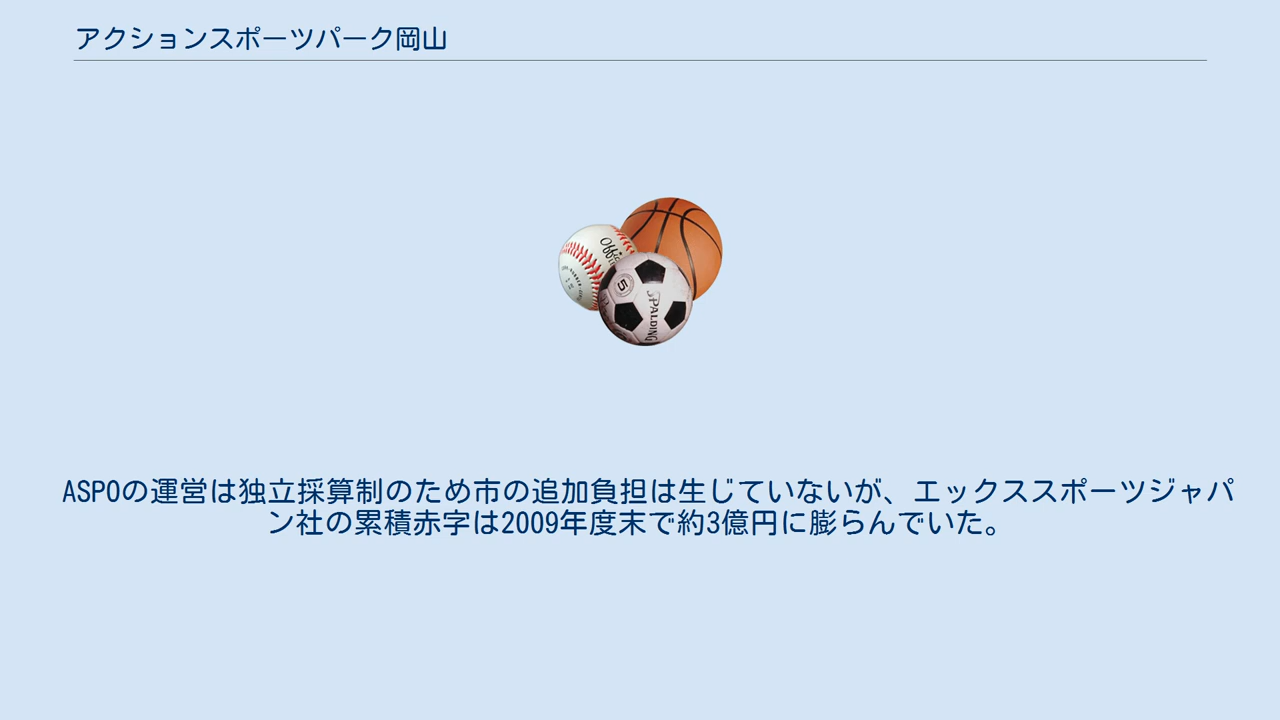 アクションスポーツパーク岡山
Offic
5
SPALDING
ASPOの運営は独立採算制のため市の追加負担は生じていないが、エックススポーツジャパ
ン社の累積赤字は2009年度末で約3億円に膨らんでいた。